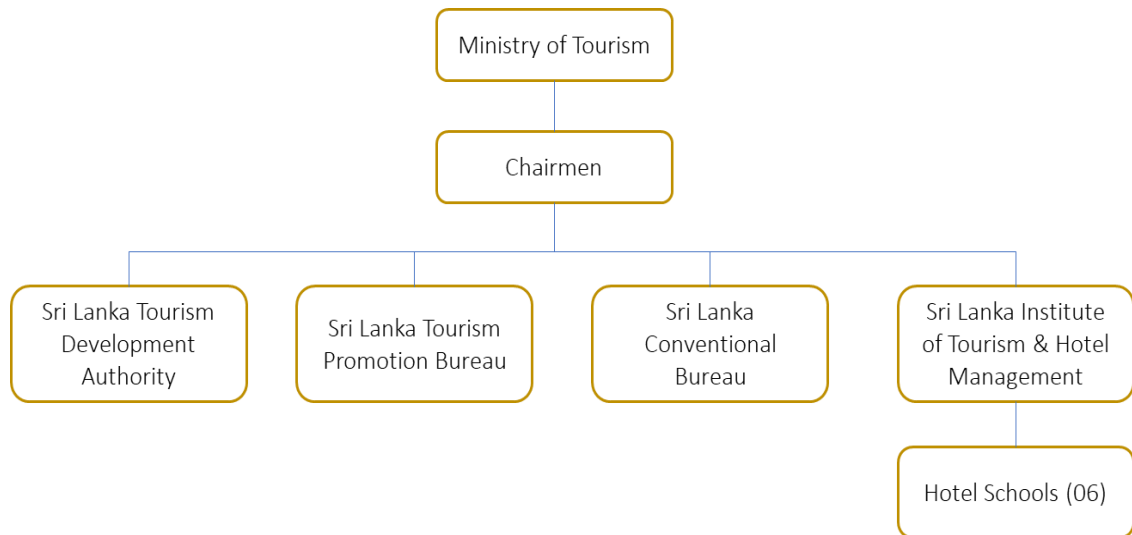 Ministry of Tourism
Chairmen
Sri Lanka Tourism
Development
Authority
Sri Lanka Tourism
Promotion Bureau
Sri Lanka
Conventional
Bureau
Sri Lanka Institute
of Tourism & Hotel
Management
Hotel Schools (06)